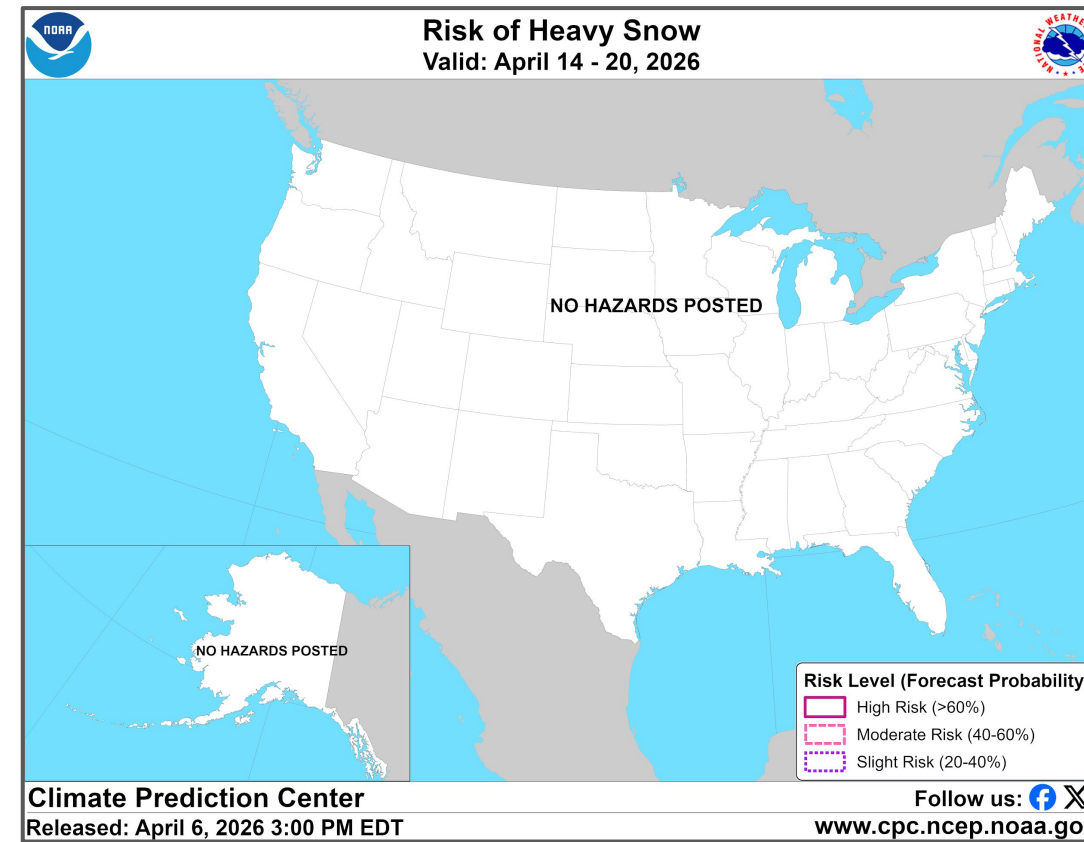 NOAA
Risk of Heavy Snow
Valid: April 14 - 20, 2026
NATIONAL WEATHE
NO HAZARDS POSTED
NO HAZARDS POSTED
Risk Level (Forecast Probability
High Risk (>60%)
Moderate Risk (40-60%)
Slight Risk (20-40%)
Climate Prediction Center
Follow us:
Released: April 6, 2026 3:00 PM EDT
www.cpc.ncep.noaa.go